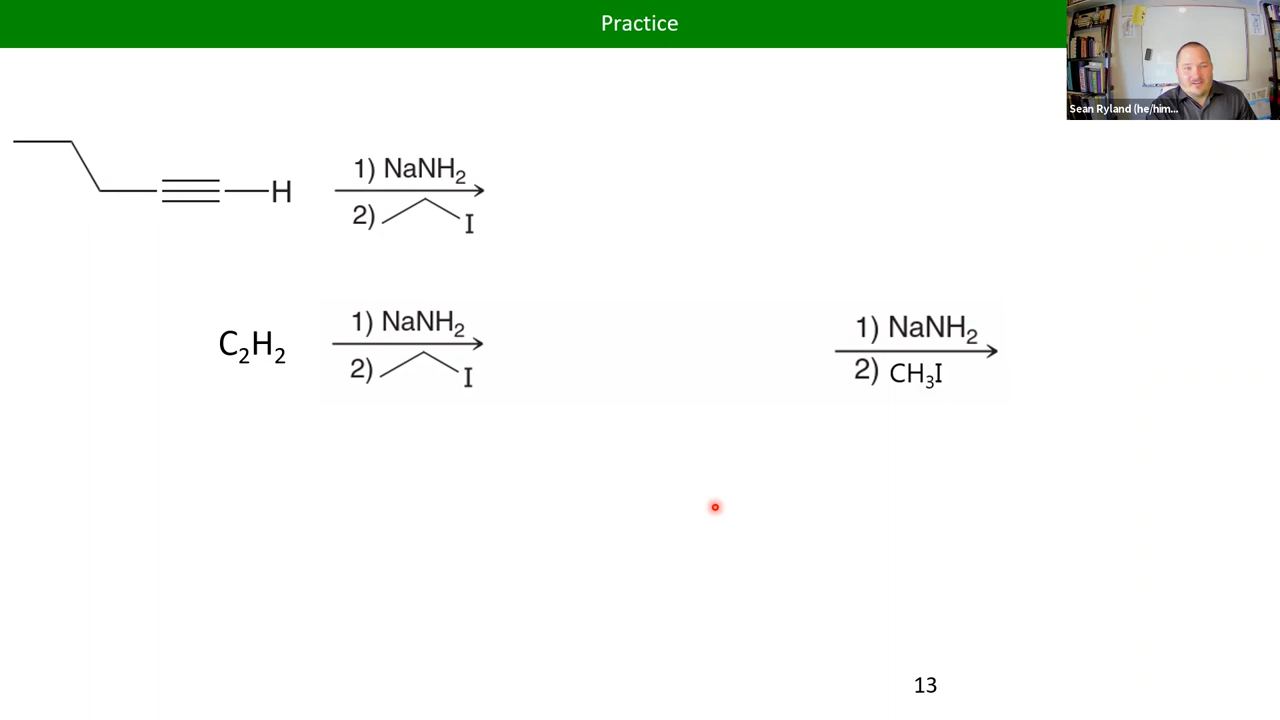 Practice
Sean Ryland (he/him...
H
1) NaNH₂
2) I
C₂H₂
1) NaNH₂
2) I
1) NaNH₂
2) CH₃I
13